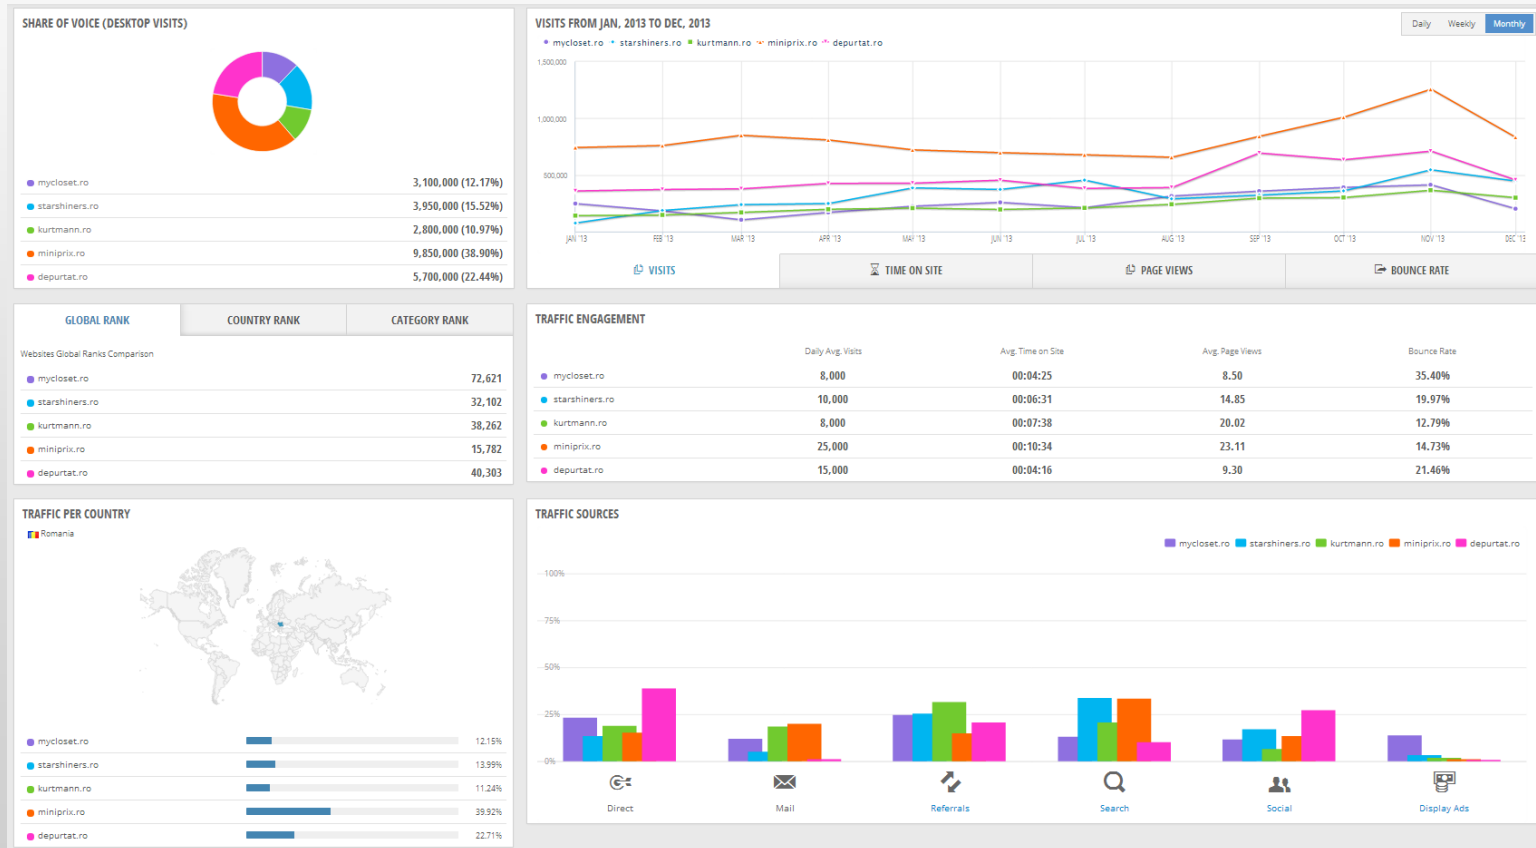 SHARE OF VOICE (DESKTOP VISITS)
mycloset.ro 3,100,000 (12.17%)
starshiners.ro 3,950,000 (15.52%)
kurtmann.ro 2,800,000 (10.97%)
miniprix.ro 9,850,000 (38.90%)
depurtat.ro 5,700,000 (22.44%)
VISITS FROM JAN, 2013 TO DEC, 2013
Daily Weekly Monthly
mycloset.ro starshiners.ro kurtmann.ro miniprix.ro depurtat.ro
1,500,000
1,000,000
500,000
JAN '13 FEB '13 MAR '13 APR '13 MAY '13 JUN '13 JUL '13 AUG '13 SEP '13 OCT '13 NOV '13 DEC '13
VISITS TIME ON SITE PAGE VIEWS BOUNCE RATE
GLOBAL RANK COUNTRY RANK CATEGORY RANK
Websites Global Ranks Comparison
mycloset.ro 72,621
starshiners.ro 32,102
kurtmann.ro 38,262
miniprix.ro 15,782
depurtat.ro 40,303
TRAFFIC ENGAGEMENT
Daily Avg. Visits Avg. Time on Site Avg. Page Views Bounce Rate
mycloset.ro 8,000 00:04:25 8.50 35.40%
starshiners.ro 10,000 00:06:31 14.85 19.97%
kurtmann.ro 8,000 00:07:38 20.02 12.79%
miniprix.ro 25,000 00:10:34 23.11 14.73%
depurtat.ro 15,000 00:04:16 9.30 21.46%
TRAFFIC PER COUNTRY
Romania
mycloset.ro 12.15%
starshiners.ro 13.99%
kurtmann.ro 11.24%
miniprix.ro 39.92%
depurtat.ro 22.71%
TRAFFIC SOURCES
mycloset.ro starshiners.ro kurtmann.ro miniprix.ro depurtat.ro
100%
75%
50%
25%
0%
Direct Mail Referrals Search Social Display Ads